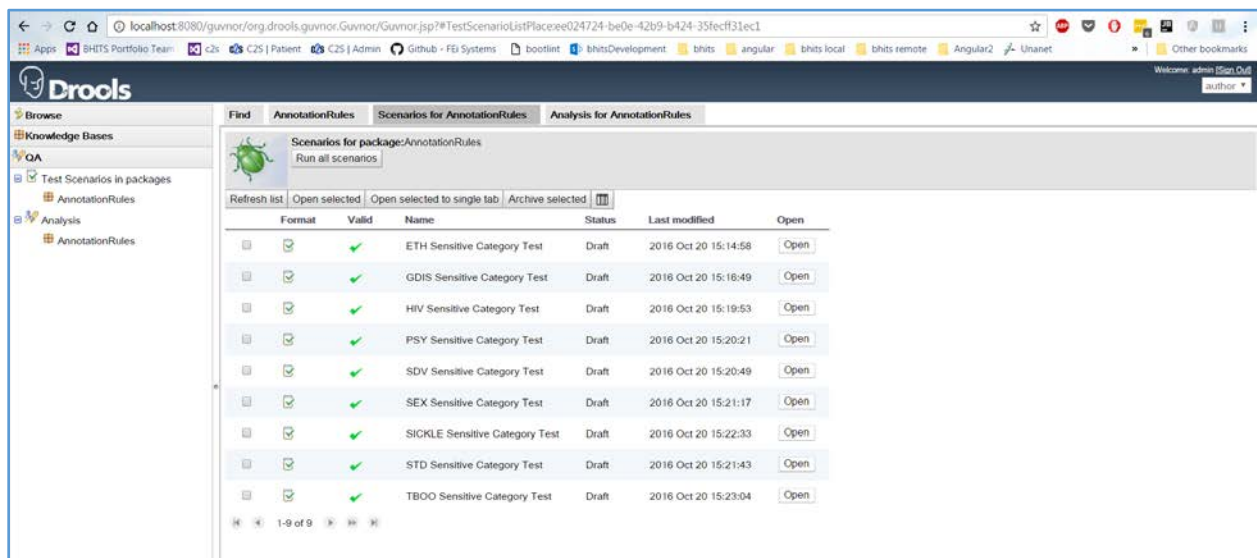 localhost:8080/guvnor/org.drools.guvnor.Guvnor/Guvnor.jsp?#TestScenarioListPlace:ee024724-be0e-42b9-b424-35fecff31ec1
Apps BHITS Portfolio Team c2s C2S | Patient C2S | Admin Github - FEi Systems bootlint bhitsDevelopment bhits angular bhits local bhits remote Angular2 Unanet » Other bookmarks
Drools
Welcome: admin [Sign Out]
author
Browse
Knowledge Bases
QA
Test Scenarios in packages
AnnotationRules
Analysis
AnnotationRules
Find AnnotationRules Scenarios for AnnotationRules Analysis for AnnotationRules
Scenarios for package:AnnotationRules
Run all scenarios
Refresh list Open selected Open selected to single tab Archive selected
Format Valid Name Status Last modified Open
ETH Sensitive Category Test Draft 2016 Oct 20 15:14:58 Open
GDIS Sensitive Category Test Draft 2016 Oct 20 15:16:49 Open
HIV Sensitive Category Test Draft 2016 Oct 20 15:19:53 Open
PSY Sensitive Category Test Draft 2016 Oct 20 15:20:21 Open
SDV Sensitive Category Test Draft 2016 Oct 20 15:20:49 Open
SEX Sensitive Category Test Draft 2016 Oct 20 15:21:17 Open
SICKLE Sensitive Category Test Draft 2016 Oct 20 15:22:33 Open
STD Sensitive Category Test Draft 2016 Oct 20 15:21:43 Open
TBOO Sensitive Category Test Draft 2016 Oct 20 15:23:04 Open
1-9 of 9